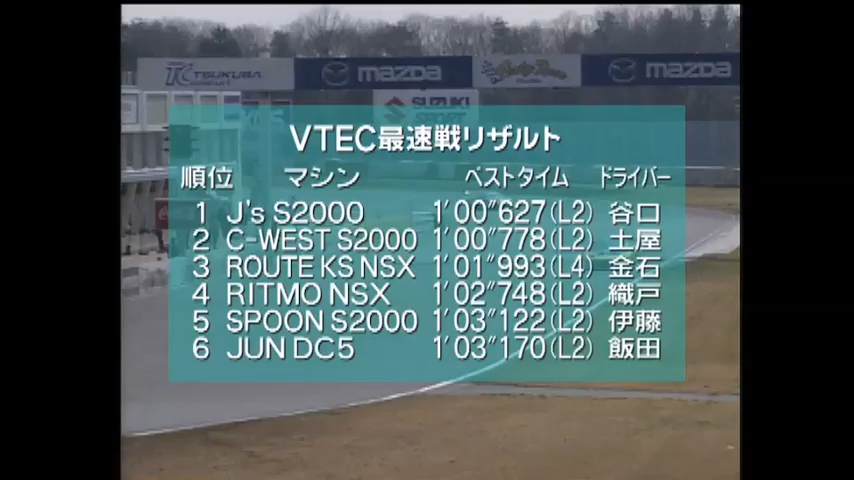 TSUKUBA
mazda
mazda
SUZUKI
SPORT
VTEC最速戦リザルト
順位 マシン ベストタイム ドライバー
1 J's S2000 1'00"627(L2) 谷口
2 C-WEST S2000 1'00"778(L2) 土屋
3 ROUTE KS NSX 1'01"993(L4) 金石
4 RITMO NSX 1'02"748(L2) 織戸
5 SPOON S2000 1'03"122(L2) 伊藤
6 JUN DC5 1'03"170(L2) 飯田